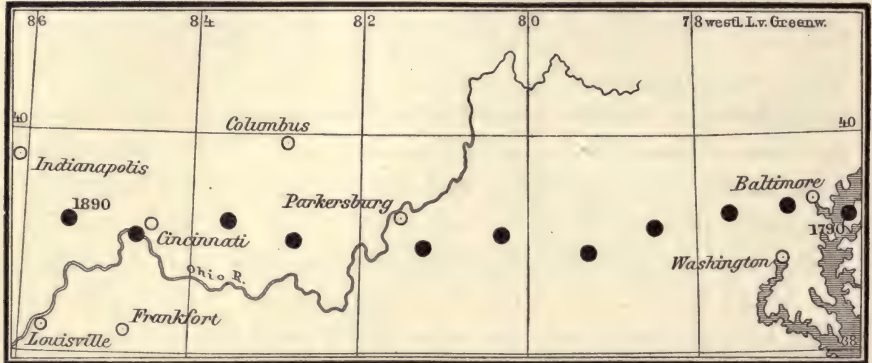 86 84 82 80 78 westl. L. v. Greenw.
40 40
Columbus
Indianapolis
Baltimore
1890
Parkersburg
1790
Cincinnati
Washington
Ohio R.
Frankfort
Louisville
38